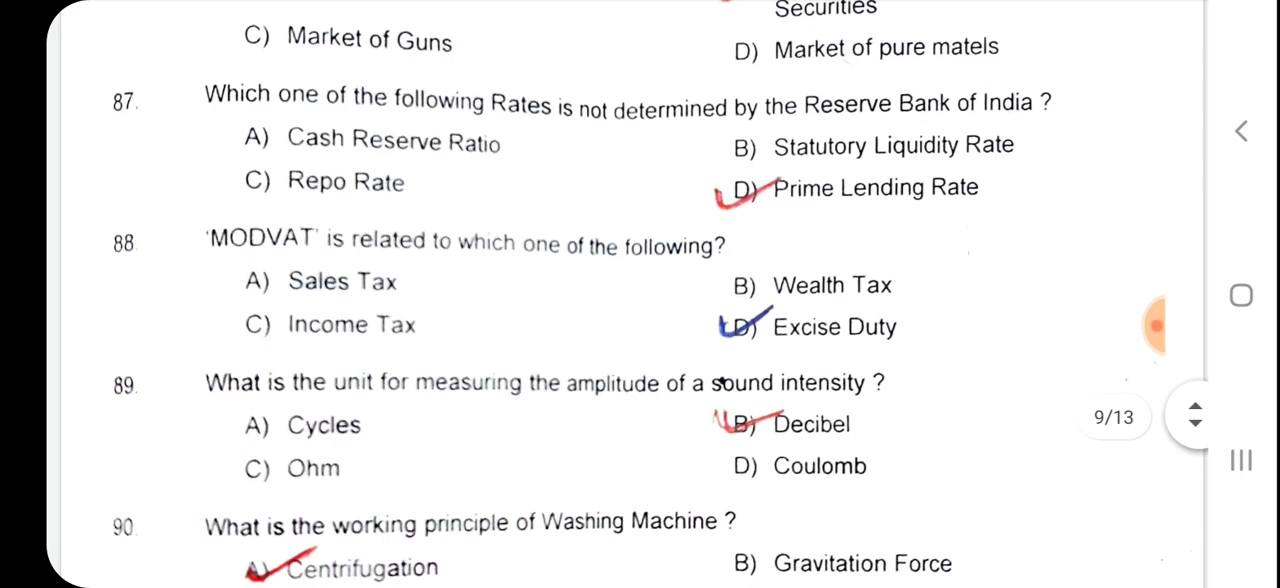 Securities
C) Market of Guns
D) Market of pure matels
87. Which one of the following Rates is not determined by the Reserve Bank of India ?
A) Cash Reserve Ratio
B) Statutory Liquidity Rate
C) Repo Rate
D) Prime Lending Rate
88. 'MODVAT' is related to which one of the following?
A) Sales Tax
B) Wealth Tax
C) Income Tax
D) Excise Duty
89. What is the unit for measuring the amplitude of a sound intensity ?
A) Cycles
B) Decibel
C) Ohm
D) Coulomb
9/13
90. What is the working principle of Washing Machine ?
A) Centrifugation
B) Gravitation Force